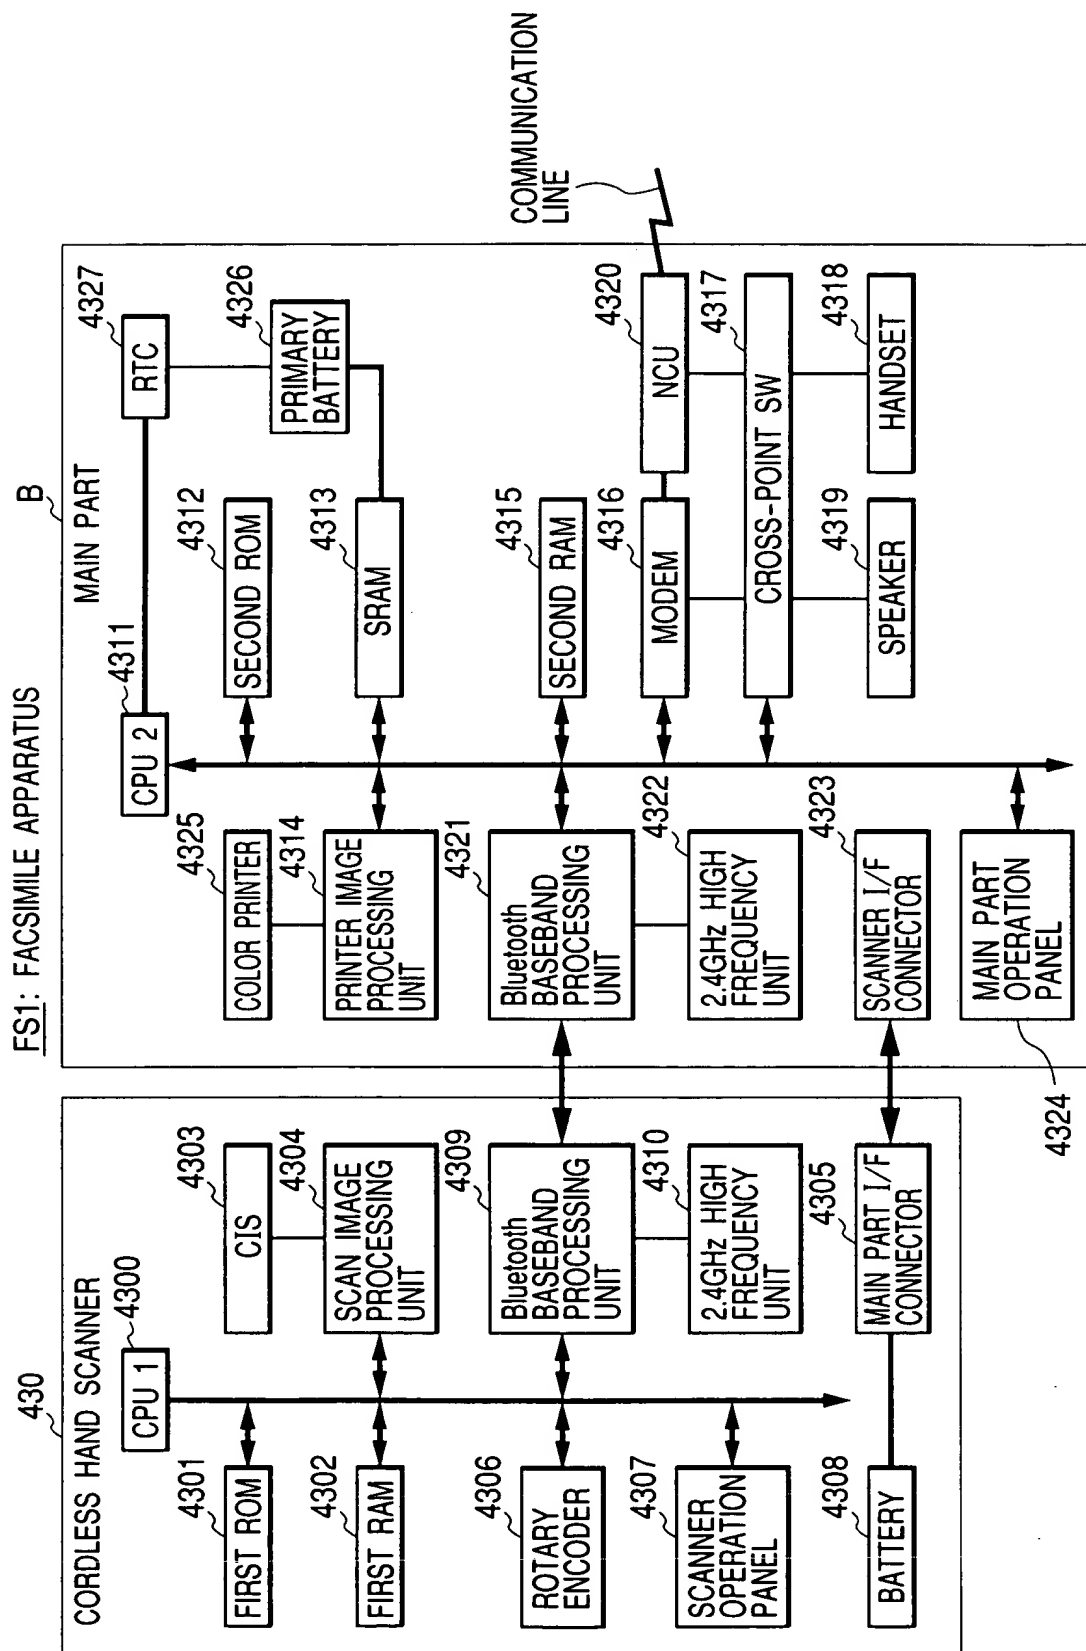 FS1: FACSIMILE APPARATUS
430
CORDLESS HAND SCANNER
4300
CPU 1
4301
FIRST ROM
4302
FIRST RAM
4306
ROTARY
ENCODER
4307
SCANNER
OPERATION
PANEL
4308
BATTERY
4303
CIS
4304
SCAN IMAGE
PROCESSING
UNIT
4309
Bluetooth
BASEBAND
PROCESSING
UNIT
4310
2.4GHz HIGH
FREQUENCY
UNIT
4305
MAIN PART I/F
CONNECTOR
B
MAIN PART
4311
CPU 2
4325
COLOR PRINTER
4314
PRINTER IMAGE
PROCESSING
UNIT
4321
Bluetooth
BASEBAND
PROCESSING
UNIT
4322
2.4GHz HIGH
FREQUENCY
UNIT
4323
SCANNER I/F
CONNECTOR
MAIN PART
OPERATION
PANEL
4324
4312
SECOND ROM
4313
SRAM
4315
SECOND RAM
4316
MODEM
4319
SPEAKER
4327
RTC
4326
PRIMARY
BATTERY
4320
NCU
4317
CROSS-POINT SW
4318
HANDSET
COMMUNICATION
LINE